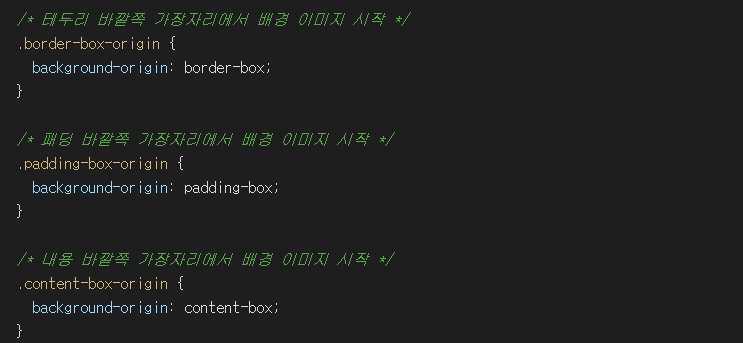 /* 테두리 바깥쪽 가장자리에서 배경 이미지 시작 */
.border-box-origin {
  background-origin: border-box;
}
/* 패딩 바깥쪽 가장자리에서 배경 이미지 시작 */
.padding-box-origin {
  background-origin: padding-box;
}
/* 내용 바깥쪽 가장자리에서 배경 이미지 시작 */
.content-box-origin {
  background-origin: content-box;
}